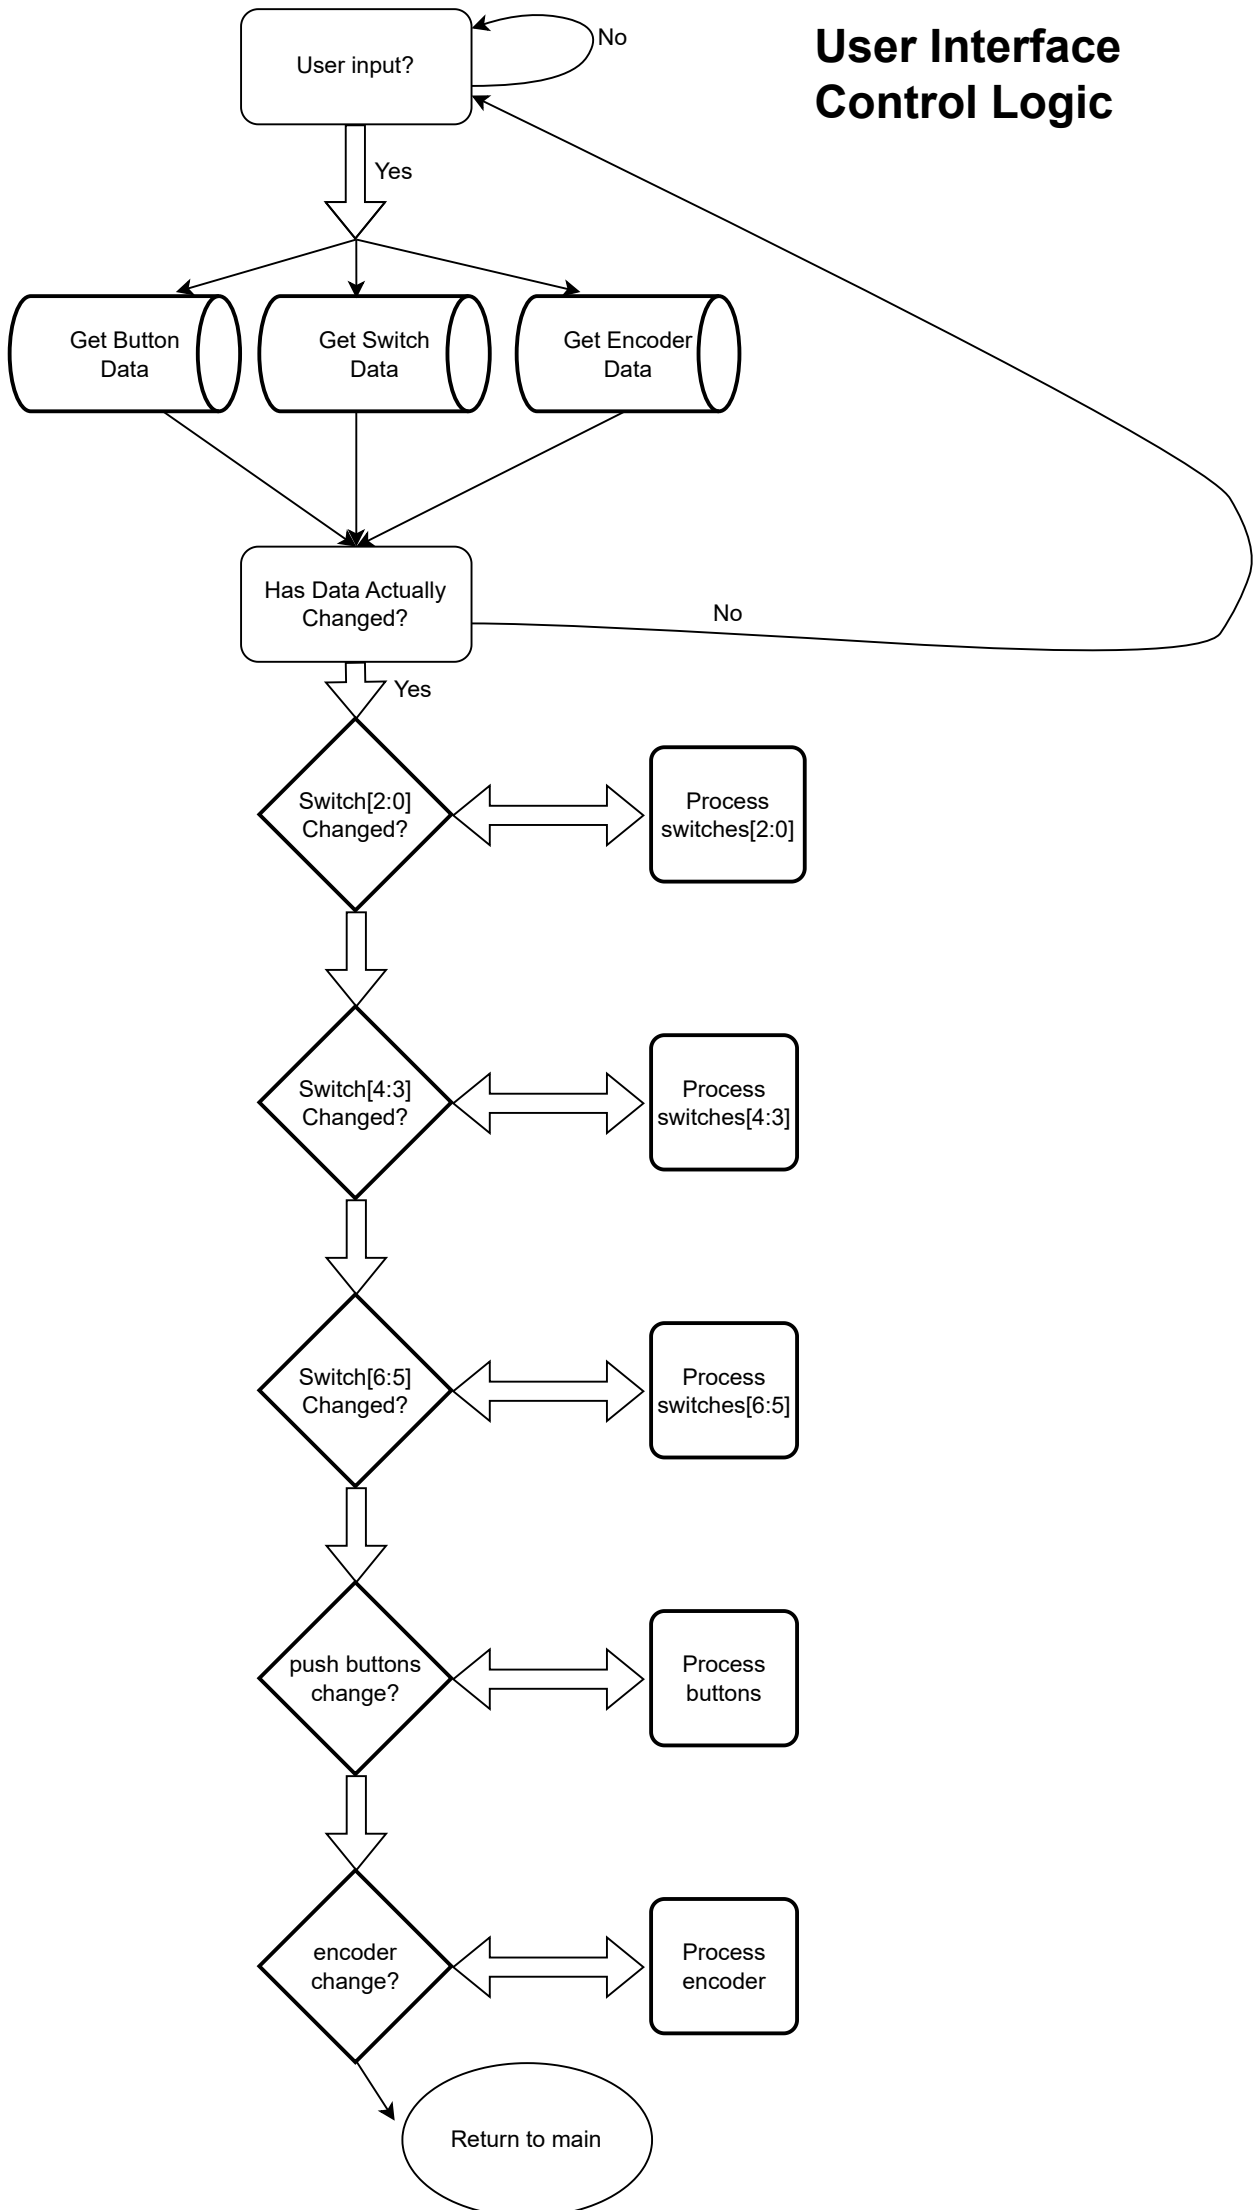 User Interface
Control Logic
User input?
No
Yes
Get Button
Data
Get Switch
Data
Get Encoder
Data
Has Data Actually
Changed?
No
Yes
Switch[2:0]
Changed?
Process
switches[2:0]
Switch[4:3]
Changed?
Process
switches[4:3]
Switch[6:5]
Changed?
Process
switches[6:5]
push buttons
change?
Process
buttons
encoder
change?
Process
encoder
Return to main